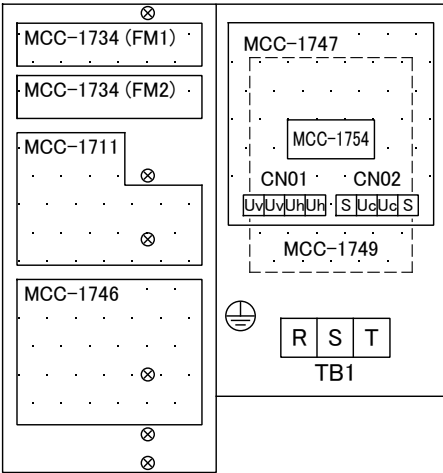 MCC-1734 (FM1)
MCC-1734 (FM2)
MCC-1711
MCC-1746
MCC-1747
MCC-1754
CN01 CN02
Uv Uv Uh Uh S Uc Uc S
MCC-1749
R S T
TB1